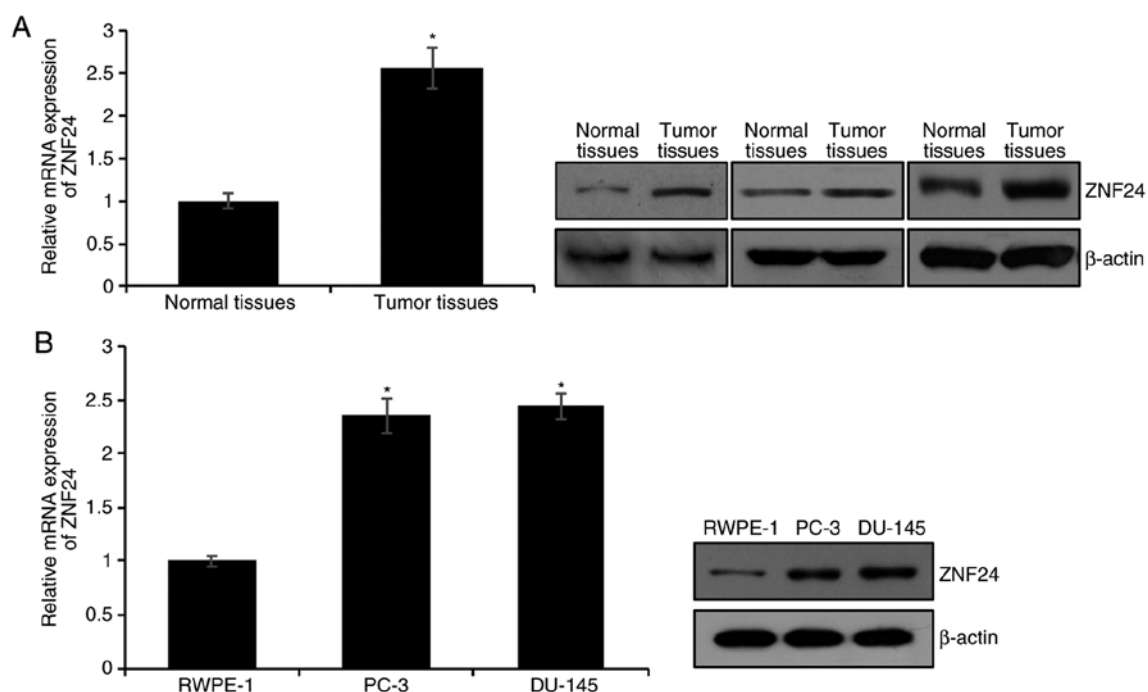 A
Relative mRNA expression
of ZNF24
3
2.5
2
1.5
1
0.5
0
*
Normal tissues
Tumor tissues
Normal
tissues
Tumor
tissues
Normal
tissues
Tumor
tissues
Normal
tissues
Tumor
tissues
ZNF24
β-actin
B
Relative mRNA expression
of ZNF24
3
2.5
2
1.5
1
0.5
0
*
*
RWPE-1
PC-3
DU-145
RWPE-1 PC-3 DU-145
ZNF24
β-actin